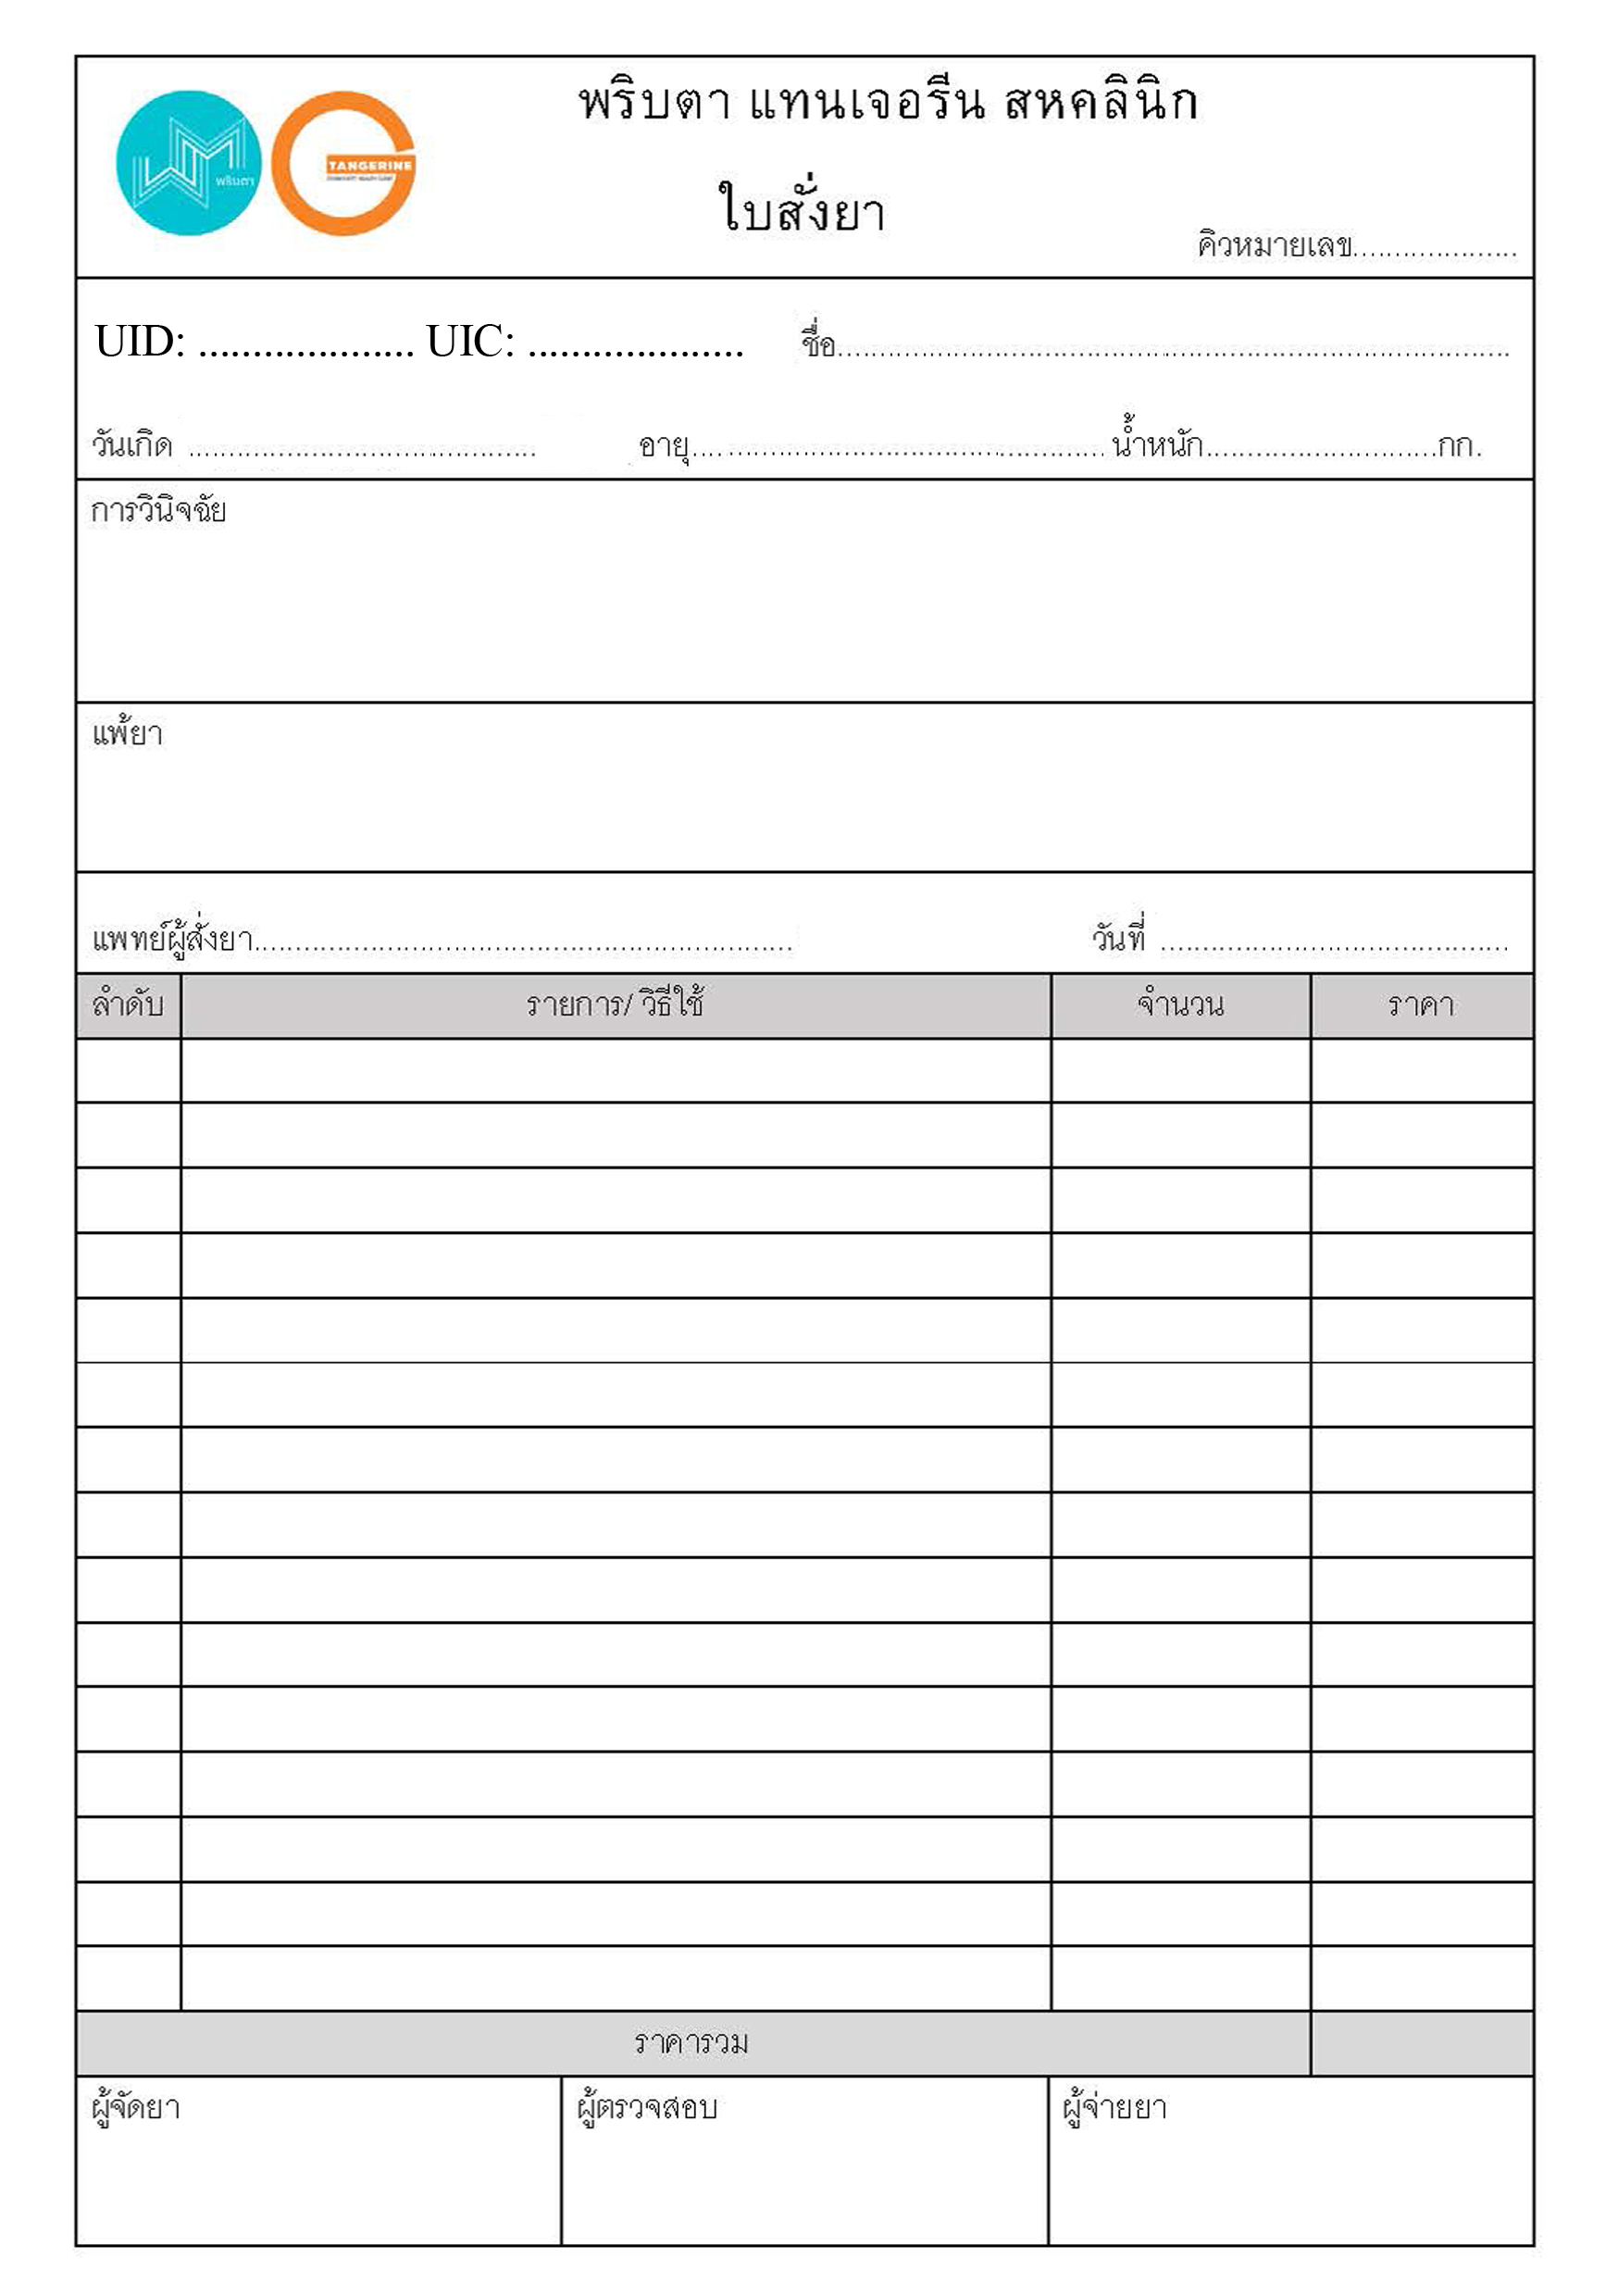 พริบตา
TANGERINE
พริบตา แทนเจอรีน สหคลินิก
ใบสั่งยา
คิวหมายเลข....................
UID: .................... UIC: .................... ชื่อ................................................................................
วันเกิด .......................................... อายุ................................................. น้ำหนัก............................กก.
การวินิจฉัย
แพ้ยา
แพทย์ผู้สั่งยา................................................................. วันที่ ..........................................
ลำดับ รายการ/ วิธีใช้ จำนวน ราคา
ราคารวม
ผู้จัดยา ผู้ตรวจสอบ ผู้จ่ายยา